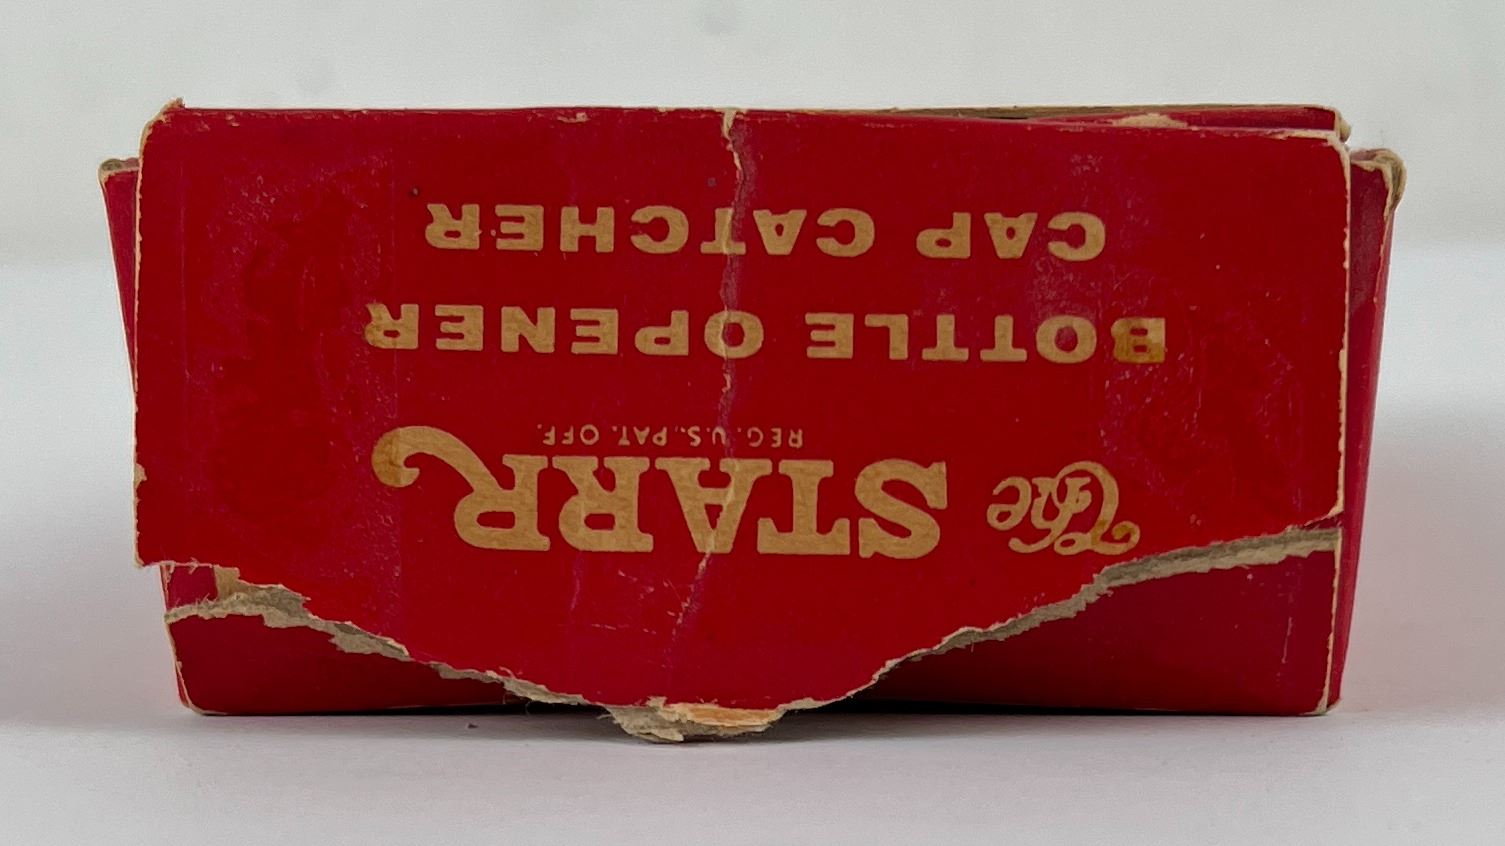 The STARR
REG. U.S. PAT. OFF.
BOTTLE OPENER
CAP CATCHER